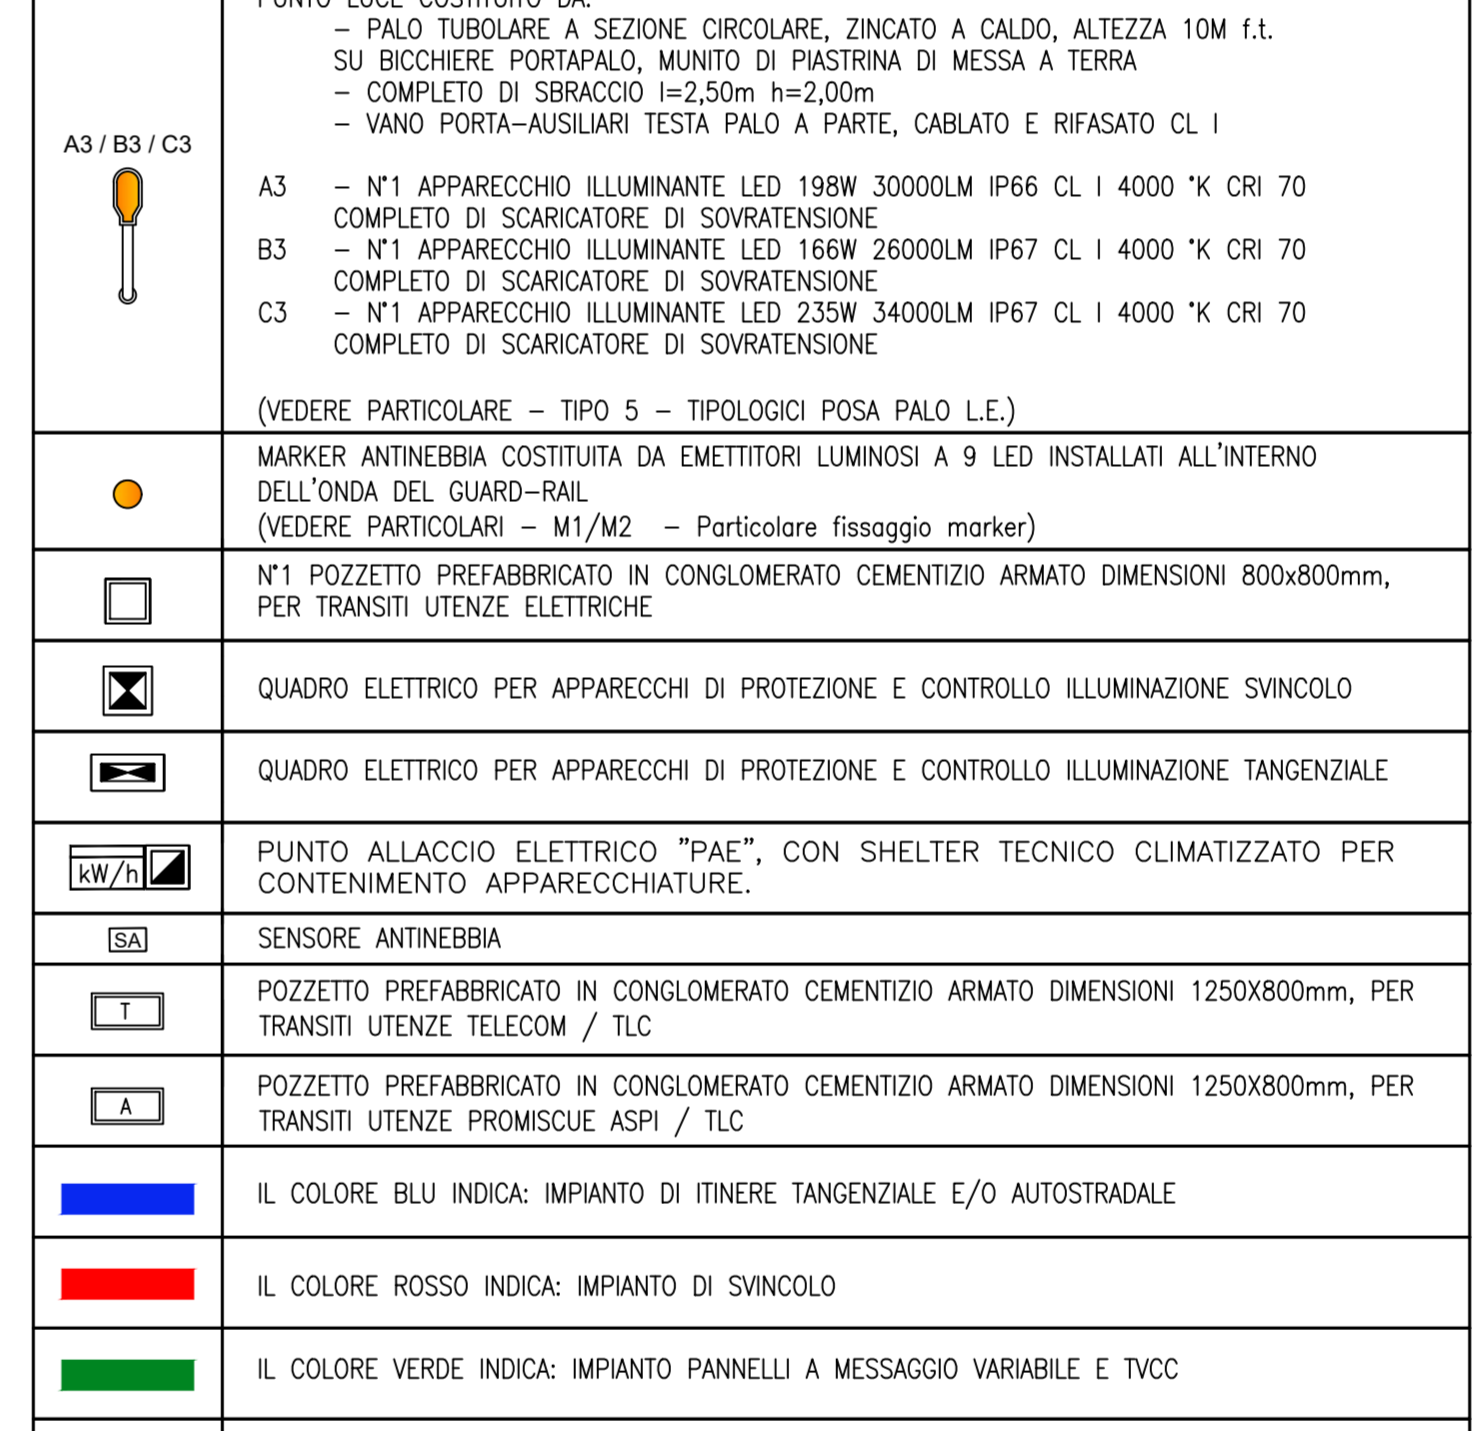 PUNTO LUCE COSTITUITO DA:
– PALO TUBOLARE A SEZIONE CIRCOLARE, ZINCATO A CALDO, ALTEZZA 10M f.t.
SU BICCHIERE PORTAPALO, MUNITO DI PIASTRINA DI MESSA A TERRA
– COMPLETO DI SBRACCIO l=2,50m h=2,00m
– VANO PORTA–AUSILIARI TESTA PALO A PARTE, CABLATO E RIFASATO CL I
A3 / B3 / C3
A3 – N°1 APPARECCHIO ILLUMINANTE LED 198W 30000LM IP66 CL I 4000 °K CRI 70
COMPLETO DI SCARICATORE DI SOVRATENSIONE
B3 – N°1 APPARECCHIO ILLUMINANTE LED 166W 26000LM IP67 CL I 4000 °K CRI 70
COMPLETO DI SCARICATORE DI SOVRATENSIONE
C3 – N°1 APPARECCHIO ILLUMINANTE LED 235W 34000LM IP67 CL I 4000 °K CRI 70
COMPLETO DI SCARICATORE DI SOVRATENSIONE
(VEDERE PARTICOLARE – TIPO 5 – TIPOLOGICI POSA PALO L.E.)
MARKER ANTINEBBIA COSTITUITA DA EMETTITORI LUMINOSI A 9 LED INSTALLATI ALL'INTERNO
DELL'ONDA DEL GUARD–RAIL
(VEDERE PARTICOLARI – M1/M2 – Particolare fissaggio marker)
N°1 POZZETTO PREFABBRICATO IN CONGLOMERATO CEMENTIZIO ARMATO DIMENSIONI 800x800mm,
PER TRANSITI UTENZE ELETTRICHE
QUADRO ELETTRICO PER APPARECCHI DI PROTEZIONE E CONTROLLO ILLUMINAZIONE SVINCOLO
QUADRO ELETTRICO PER APPARECCHI DI PROTEZIONE E CONTROLLO ILLUMINAZIONE TANGENZIALE
kW/h
PUNTO ALLACCIO ELETTRICO "PAE", CON SHELTER TECNICO CLIMATIZZATO PER
CONTENIMENTO APPARECCHIATURE.
SA
SENSORE ANTINEBBIA
T
POZZETTO PREFABBRICATO IN CONGLOMERATO CEMENTIZIO ARMATO DIMENSIONI 1250X800mm, PER
TRANSITI UTENZE TELECOM / TLC
A
POZZETTO PREFABBRICATO IN CONGLOMERATO CEMENTIZIO ARMATO DIMENSIONI 1250X800mm, PER
TRANSITI UTENZE PROMISCUE ASPI / TLC
IL COLORE BLU INDICA: IMPIANTO DI ITINERE TANGENZIALE E/O AUTOSTRADALE
IL COLORE ROSSO INDICA: IMPIANTO DI SVINCOLO
IL COLORE VERDE INDICA: IMPIANTO PANNELLI A MESSAGGIO VARIABILE E TVCC